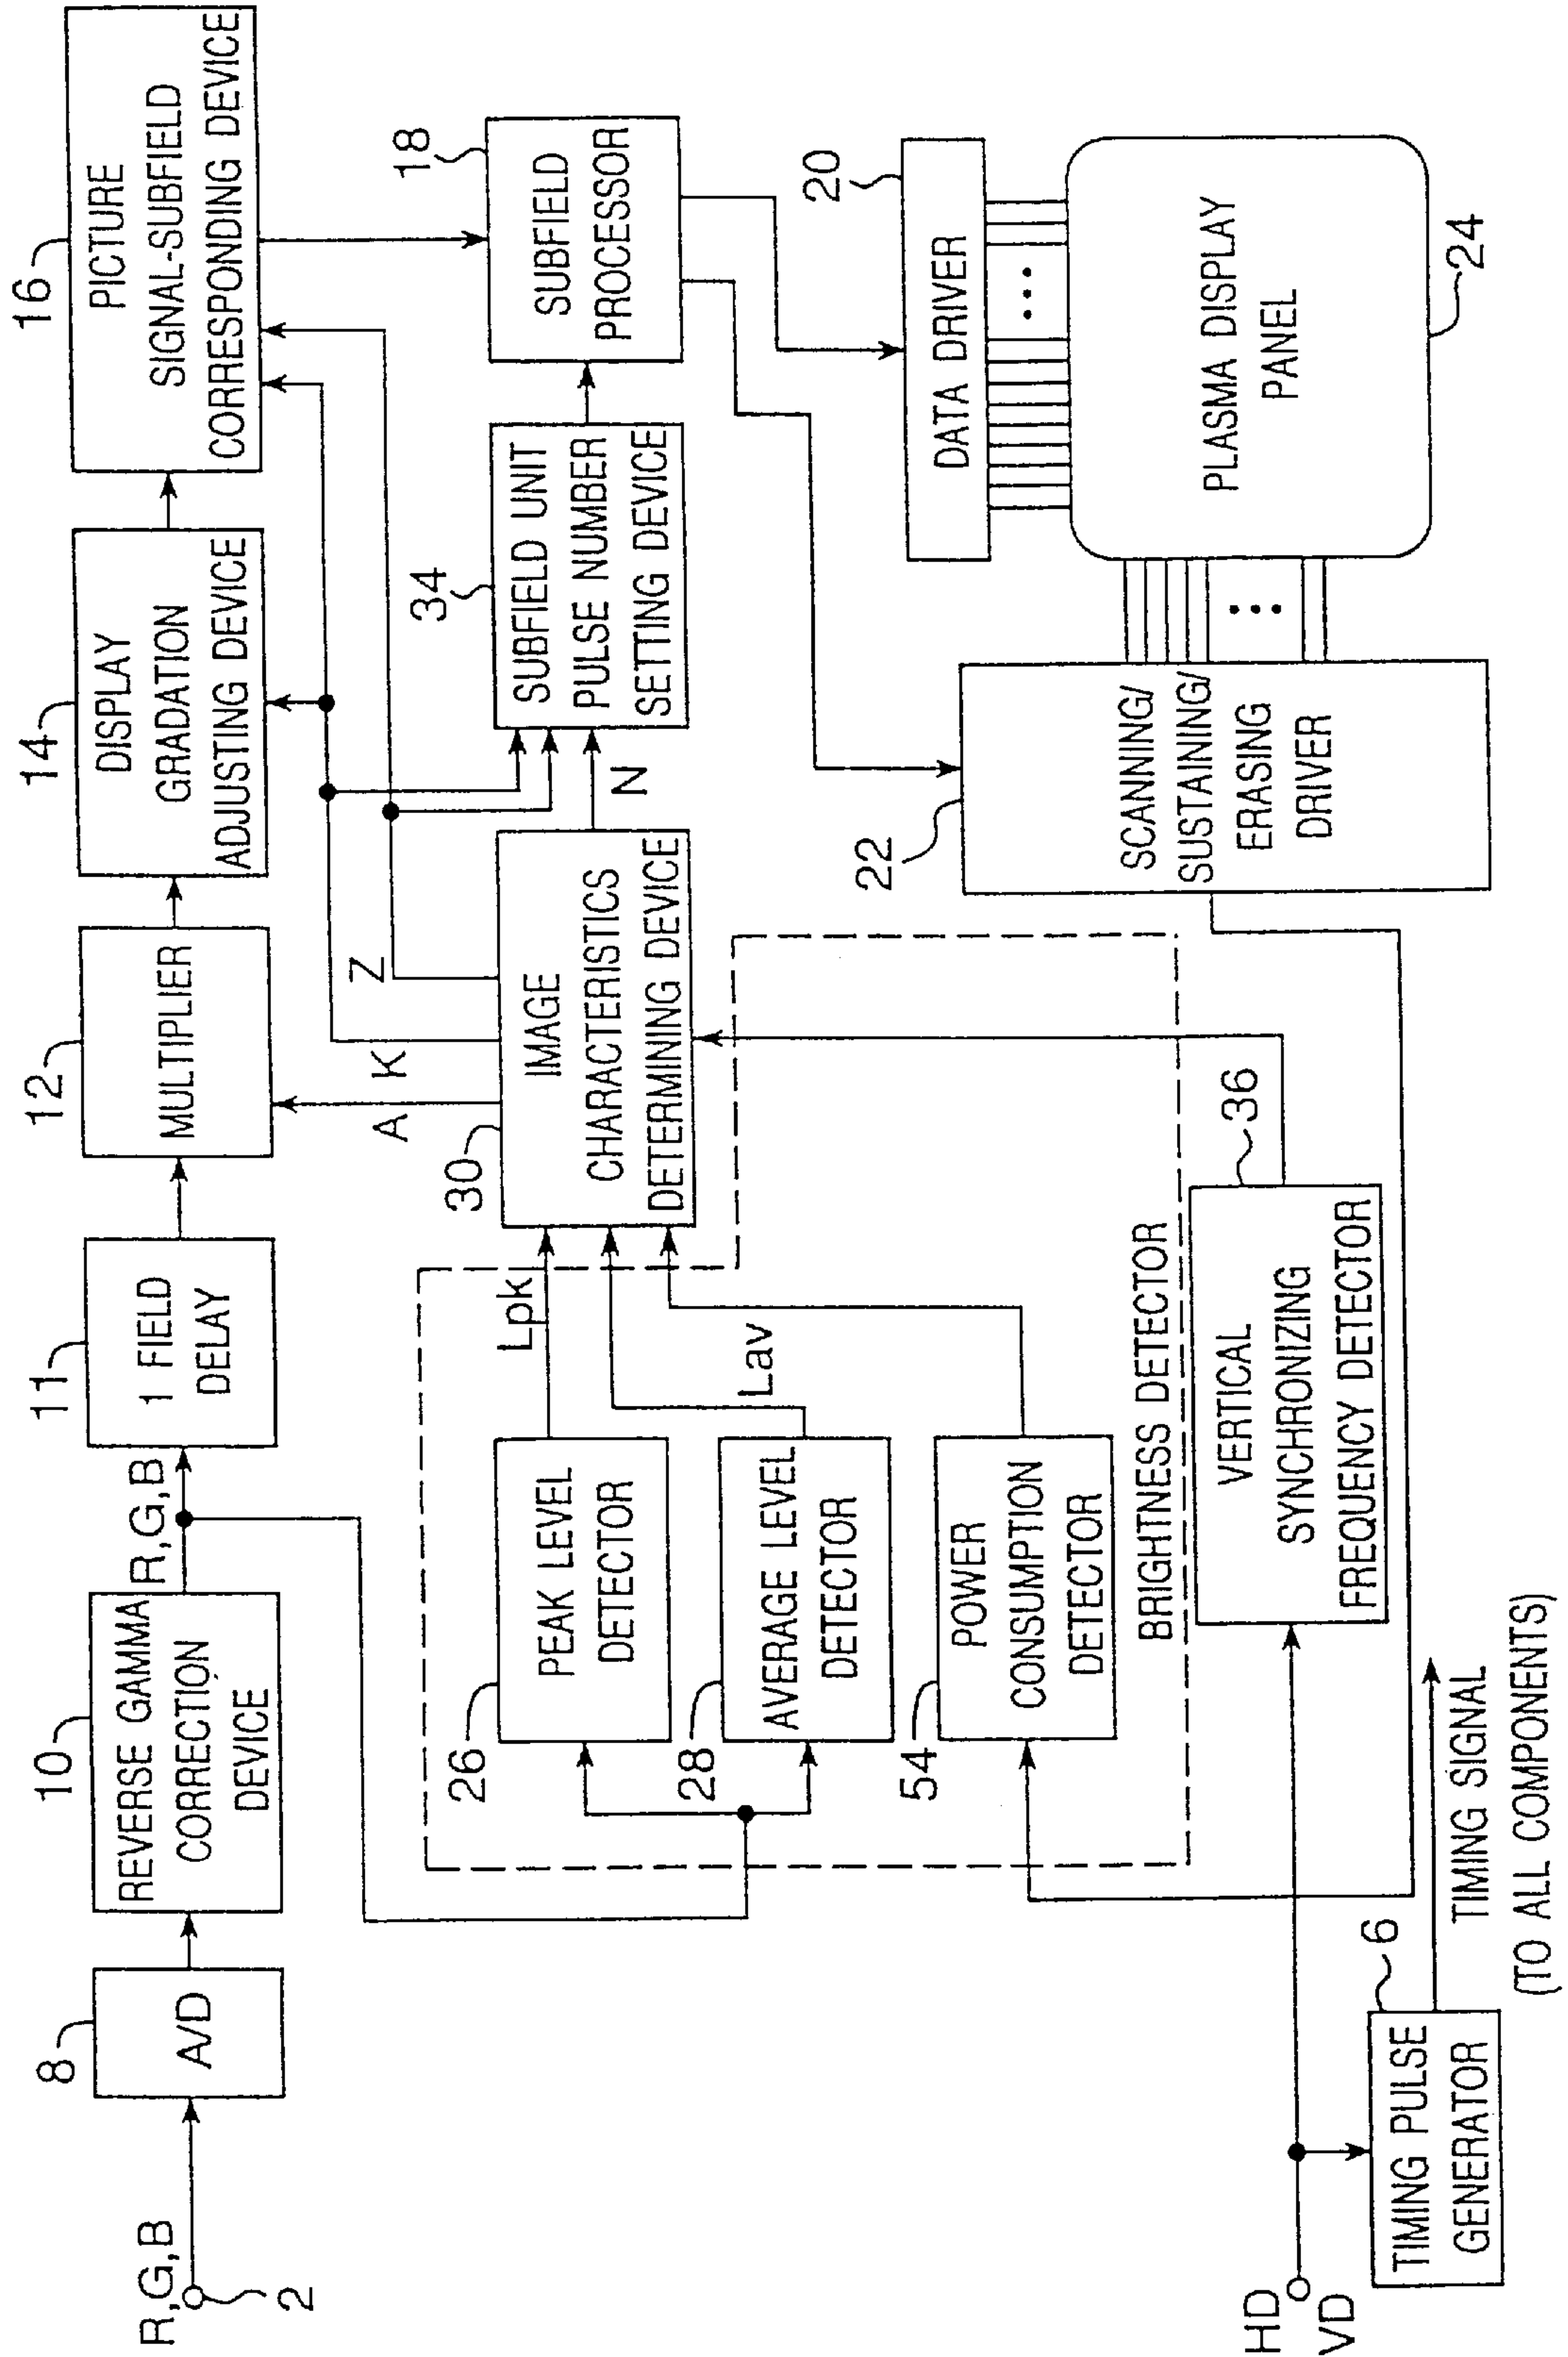 R,G,B
2
8
A/D
10
REVERSE GAMMA
CORRECTION
DEVICE
R,G,B
11
1 FIELD
DELAY
12
MULTIPLIER
14
DISPLAY
GRADATION
ADJUSTING DEVICE
16
PICTURE
SIGNAL-SUBFIELD
CORRESPONDING DEVICE
A
K
Z
26
PEAK LEVEL
DETECTOR
Lpk
30
IMAGE
CHARACTERISTICS
DETERMINING DEVICE
N
34
SUBFIELD UNIT
PULSE NUMBER
SETTING DEVICE
18
SUBFIELD
PROCESSOR
28
AVERAGE LEVEL
DETECTOR
Lav
54
POWER
CONSUMPTION
DETECTOR
BRIGHTNESS DETECTOR
22
SCANNING/
SUSTAINING/
ERASING
DRIVER
20
DATA DRIVER
PLASMA DISPLAY
PANEL
24
VERTICAL
SYNCHRONIZING
FREQUENCY DETECTOR
36
HD
VD
6
TIMING PULSE
GENERATOR
TIMING SIGNAL
(TO ALL COMPONENTS)